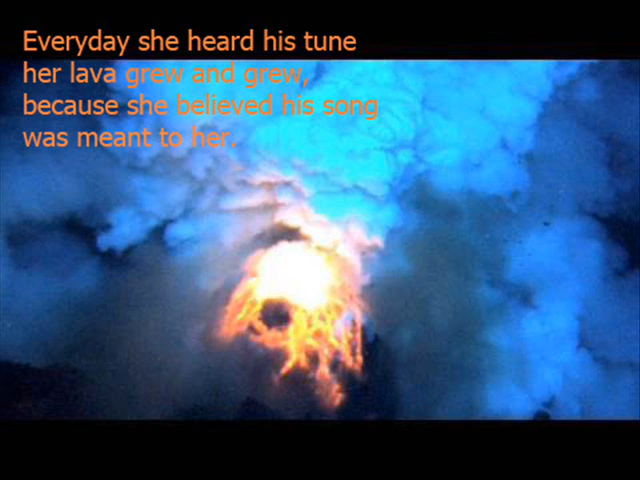 Everyday she heard his tune
her lava grew and grew,
because she believed his song
was meant to her.